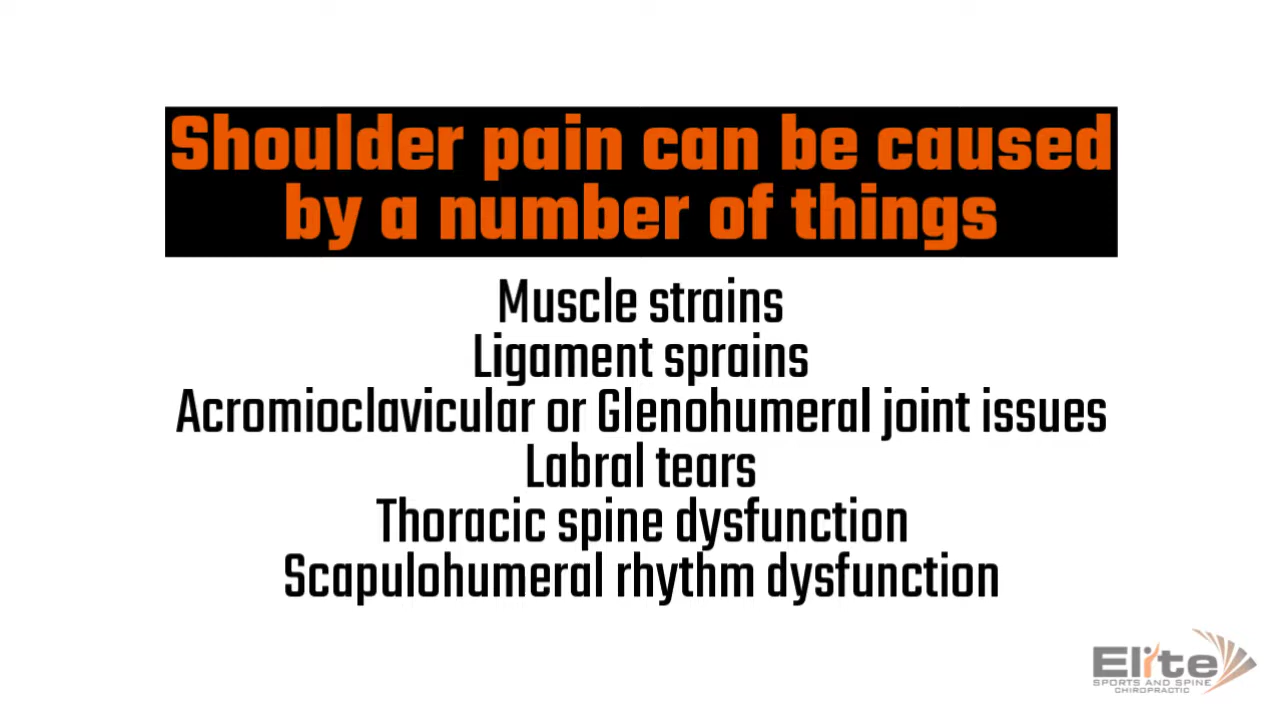 Shoulder pain can be caused
by a number of things
Muscle strains
Ligament sprains
Acromioclavicular or Glenohumeral joint issues
Labral tears
Thoracic spine dysfunction
Scapulohumeral rhythm dysfunction
Elite
SPORTS AND SPINE
CHIROPRACTIC